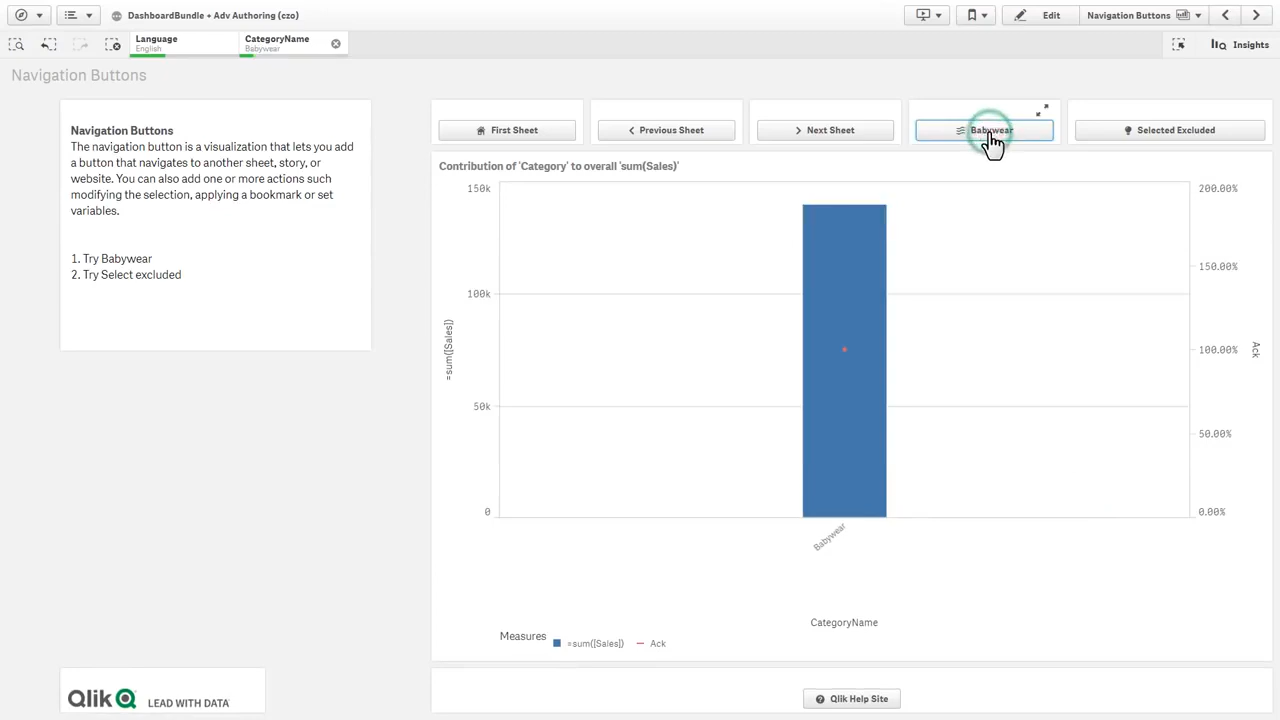 DashboardBundle + Adv Authoring (czo)
Edit
Navigation Buttons
Language
English
CategoryName
Babywear
Insights
Navigation Buttons
Navigation Buttons
The navigation button is a visualization that lets you add
a button that navigates to another sheet, story, or
website. You can also add one or more actions such
modifying the selection, applying a bookmark or set
variables.
1. Try Babywear
2. Try Select excluded
First Sheet
Previous Sheet
Next Sheet
Babywear
Selected Excluded
Contribution of 'Category' to overall 'sum(Sales)'
150k
100k
50k
0
=sum([Sales])
200.00%
150.00%
100.00%
50.00%
0.00%
Ack
Babywear
CategoryName
Measures
=sum([Sales])
Ack
Qlik
LEAD WITH DATA
Qlik Help Site